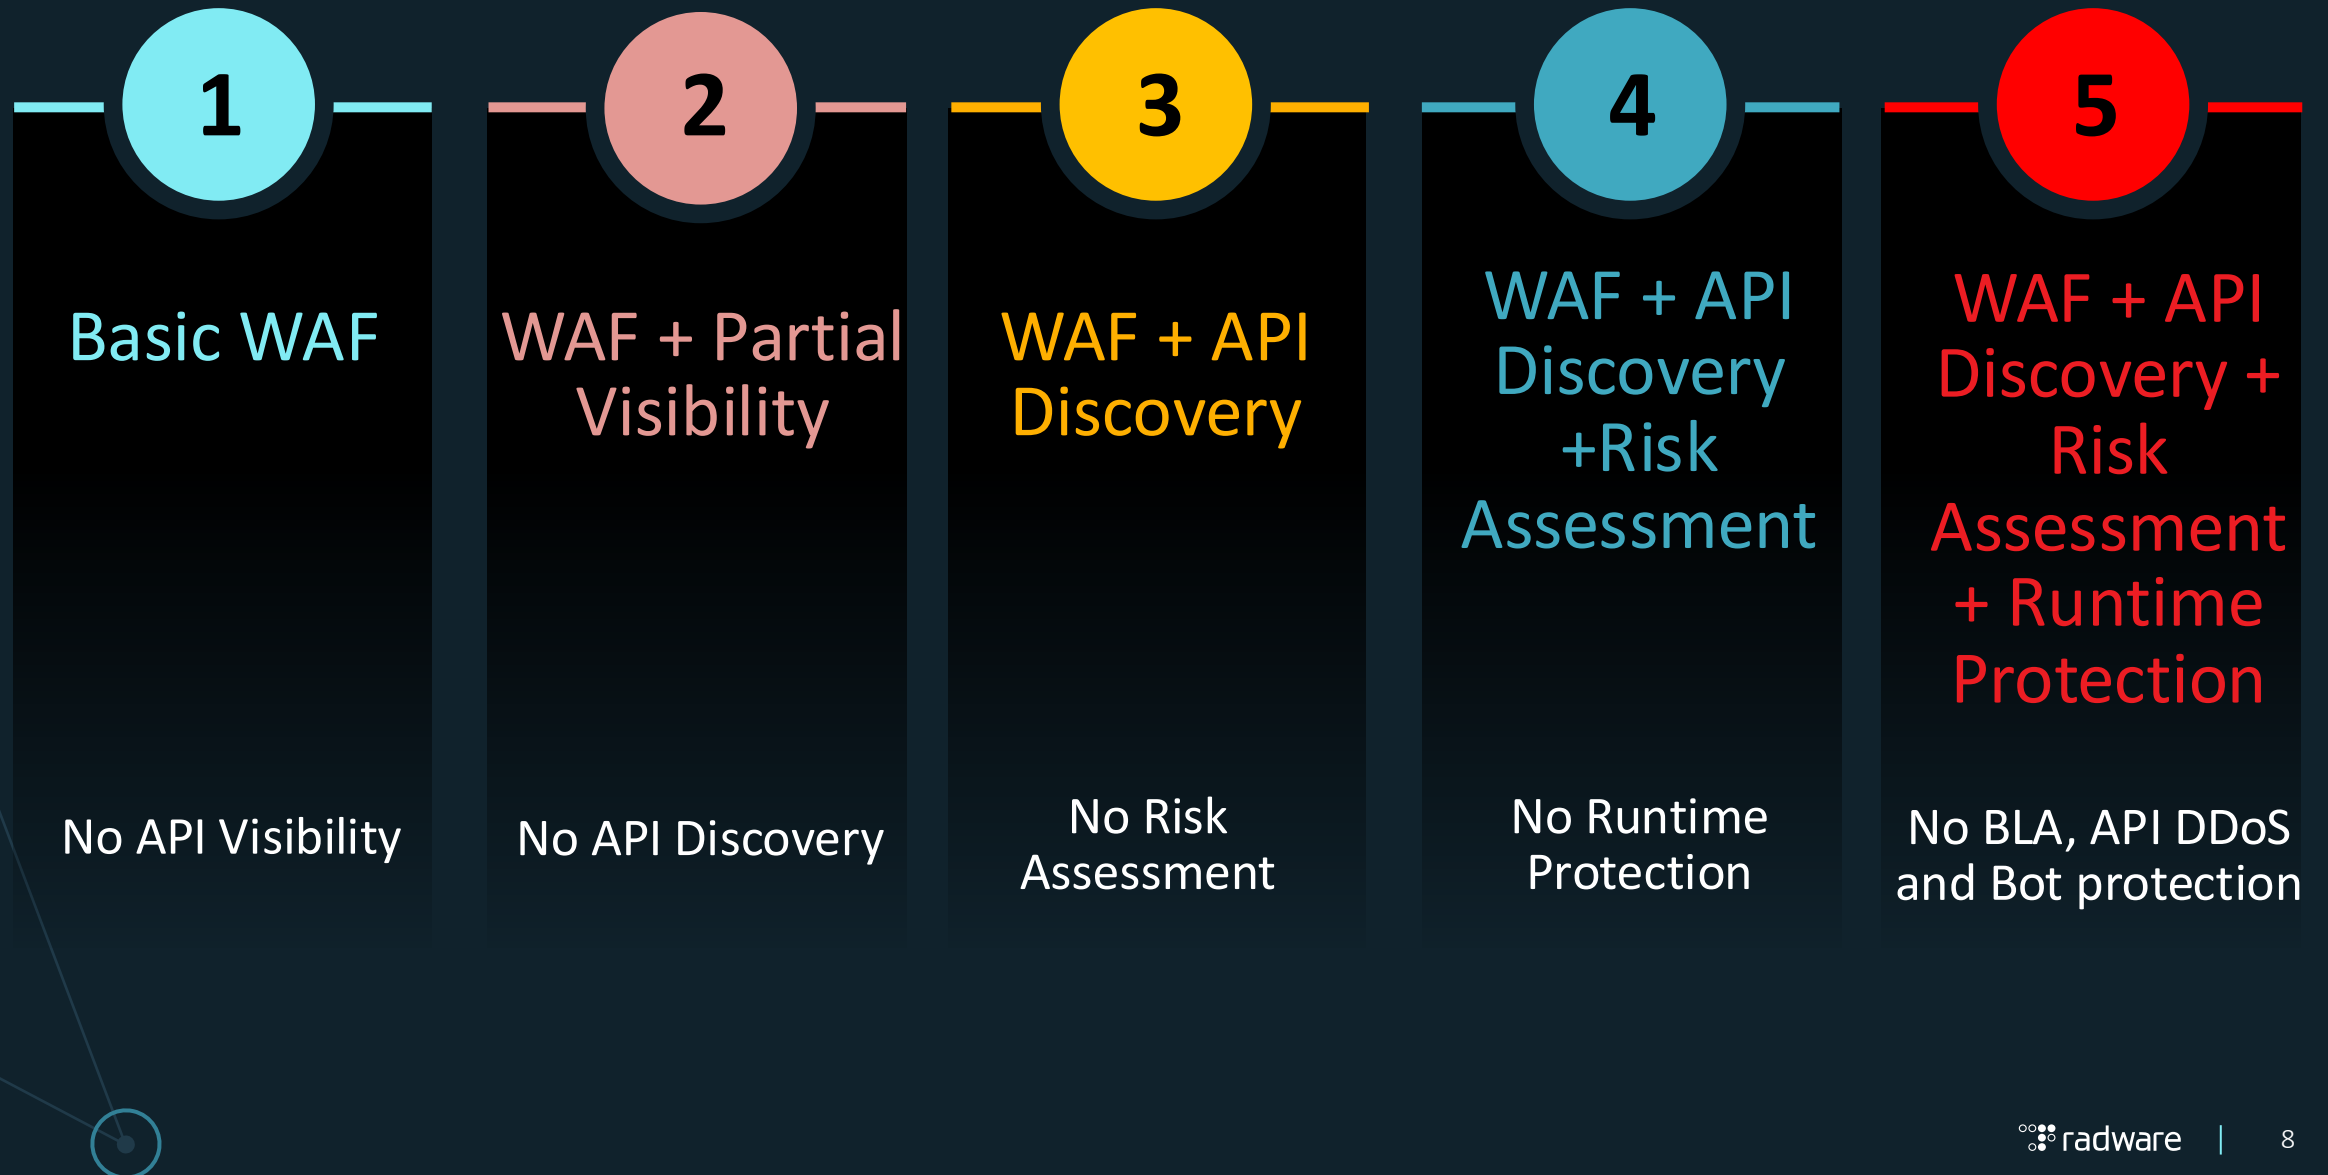 1
Basic WAF
No API Visibility
2
WAF + Partial
Visibility
No API Discovery
3
WAF + API
Discovery
No Risk
Assessment
4
WAF + API
Discovery
+Risk
Assessment
No Runtime
Protection
5
WAF + API
Discovery +
Risk
Assessment
+ Runtime
Protection
No BLA, API DDoS
and Bot protection
radware | 8